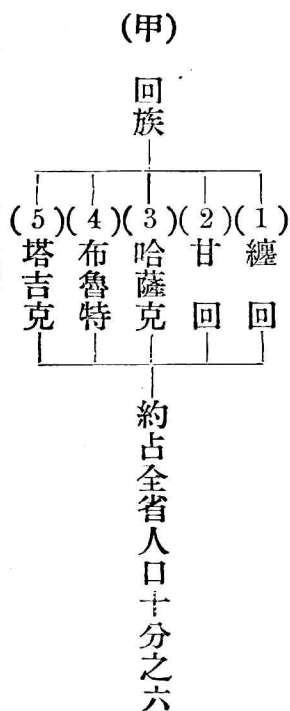 (甲)
回族
(1)纏回
(2)甘回
(3)哈薩克
(4)布魯特
(5)塔吉克
約占全省人口十分之六